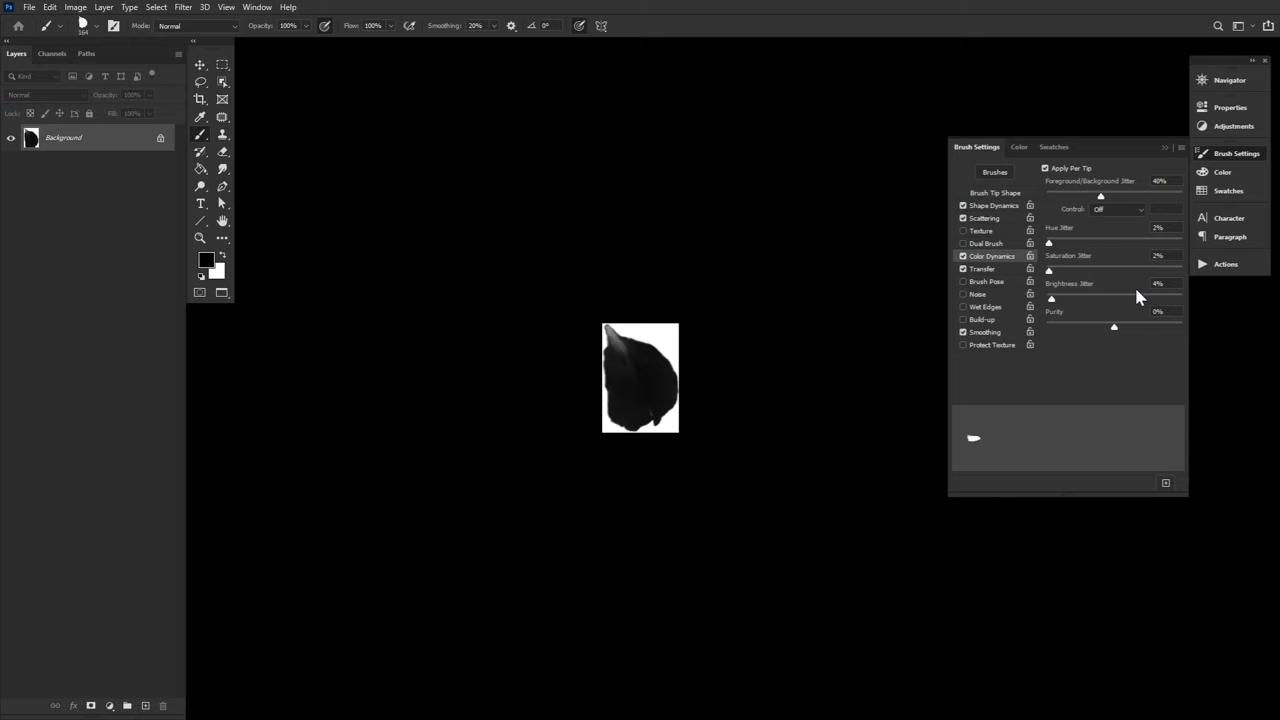 Ps File Edit Image Layer Type Select Filter 3D View Window Help
164 Mode: Normal Opacity: 100% Flow: 100% Smoothing: 20% 0°
Layers Channels Paths
Kind
Normal Opacity: 100%
Lock: Fill: 100%
Background
Brush Settings Color Swatches
Brushes
Brush Tip Shape
Shape Dynamics
Scattering
Texture
Dual Brush
Color Dynamics
Transfer
Brush Pose
Noise
Wet Edges
Build-up
Smoothing
Protect Texture
Apply Per Tip
Foreground/Background Jitter 40%
Control: Off
Hue Jitter 2%
Saturation Jitter 2%
Brightness Jitter 4%
Purity 0%
Navigator
Properties
Adjustments
Brush Settings
Color
Swatches
Character
Paragraph
Actions